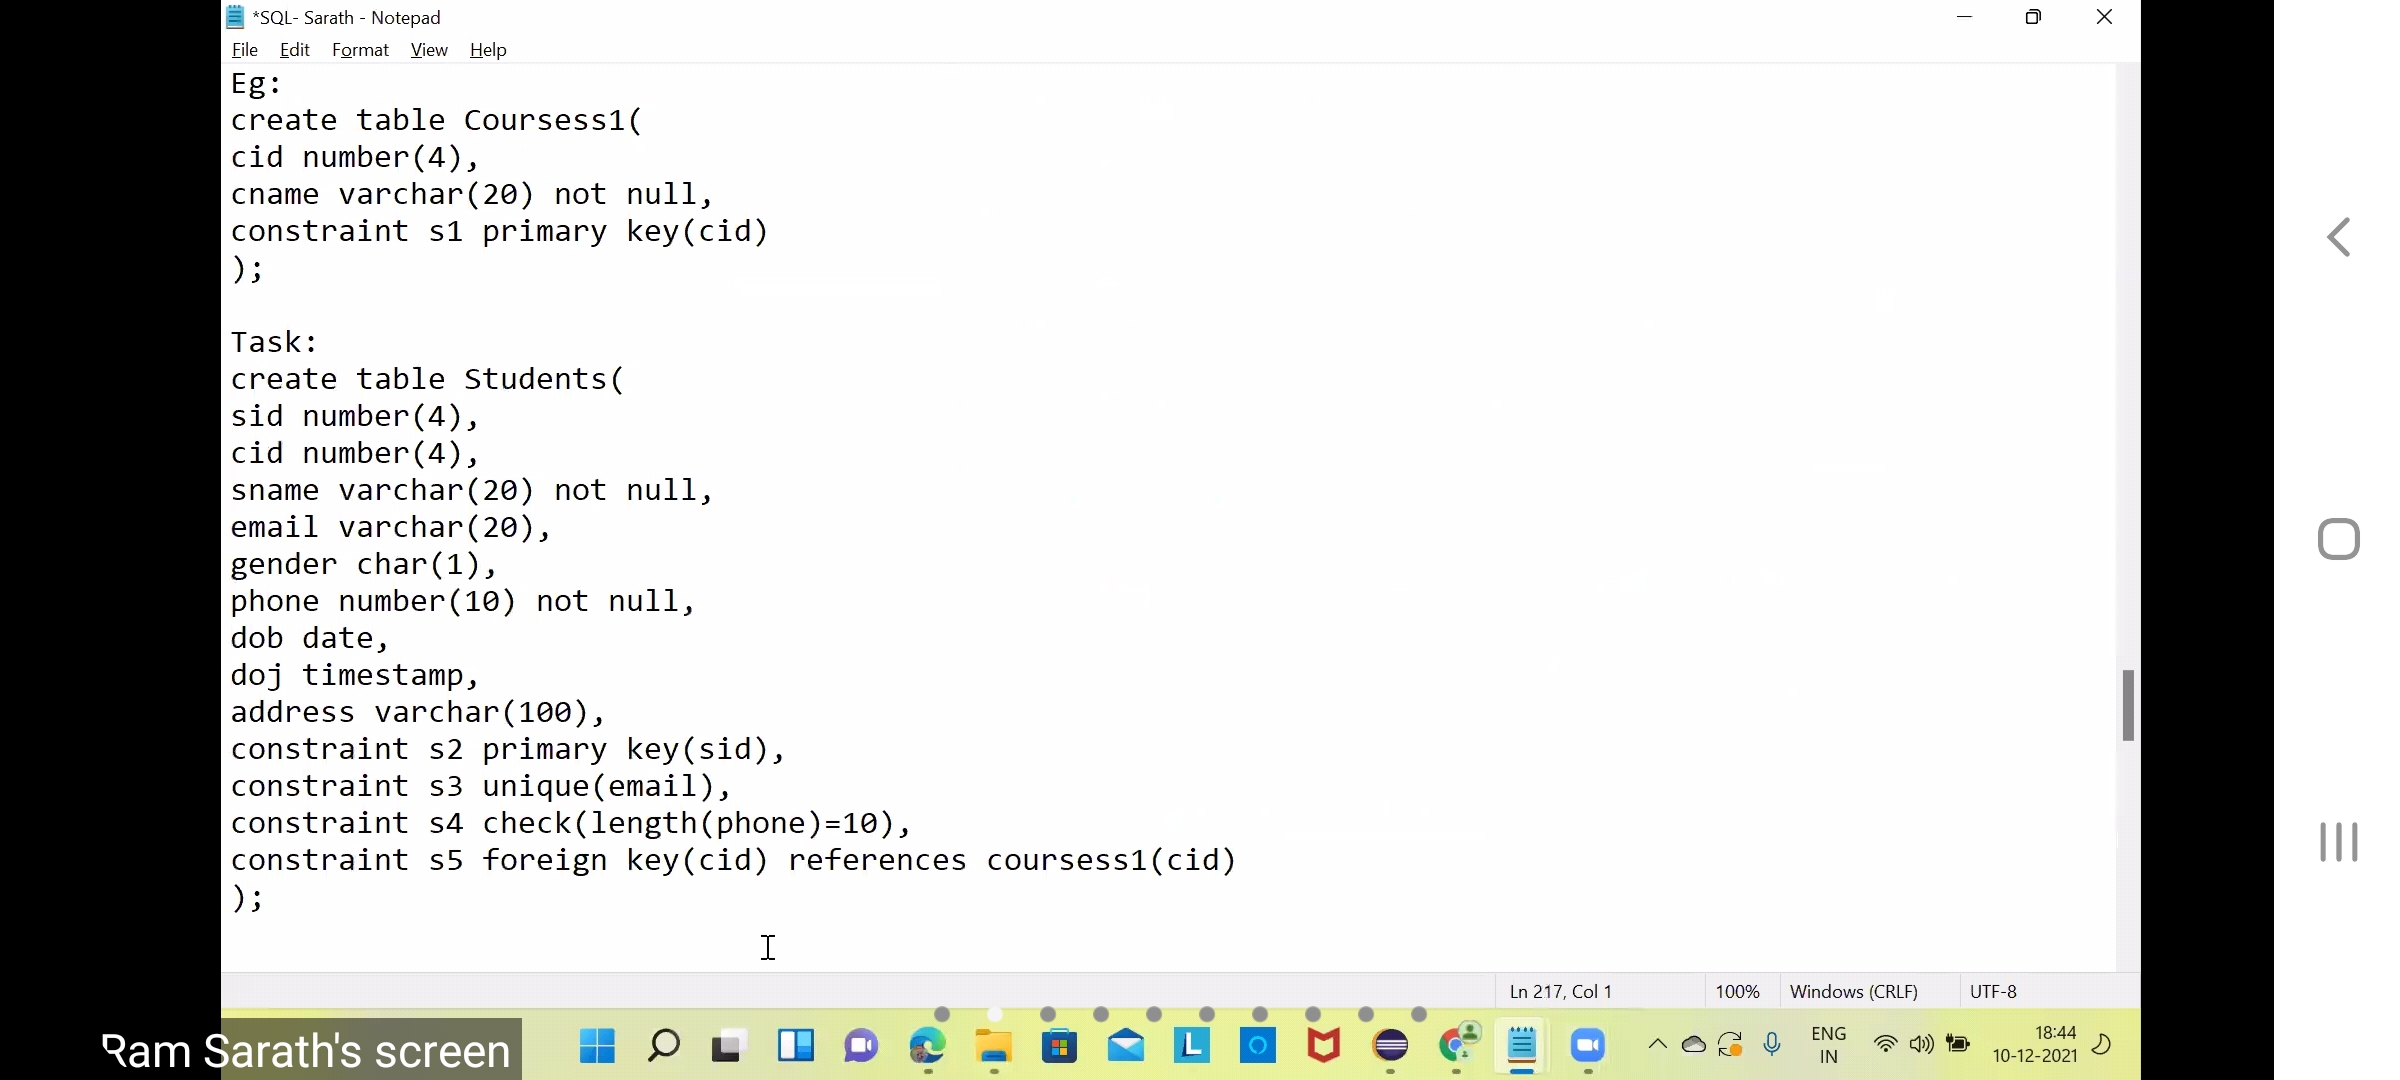 *SQL- Sarath - Notepad
File Edit Format View Help
Eg:
create table Coursess1(
cid number(4),
cname varchar(20) not null,
constraint s1 primary key(cid)
);
Task:
create table Students(
sid number(4),
cid number(4),
sname varchar(20) not null,
email varchar(20),
gender char(1),
phone number(10) not null,
dob date,
doj timestamp,
address varchar(100),
constraint s2 primary key(sid),
constraint s3 unique(email),
constraint s4 check(length(phone)=10),
constraint s5 foreign key(cid) references coursess1(cid)
);
Ln 217, Col 1 100% Windows (CRLF) UTF-8
Ram Sarath's screen
L
ENG
IN
18:44
10-12-2021